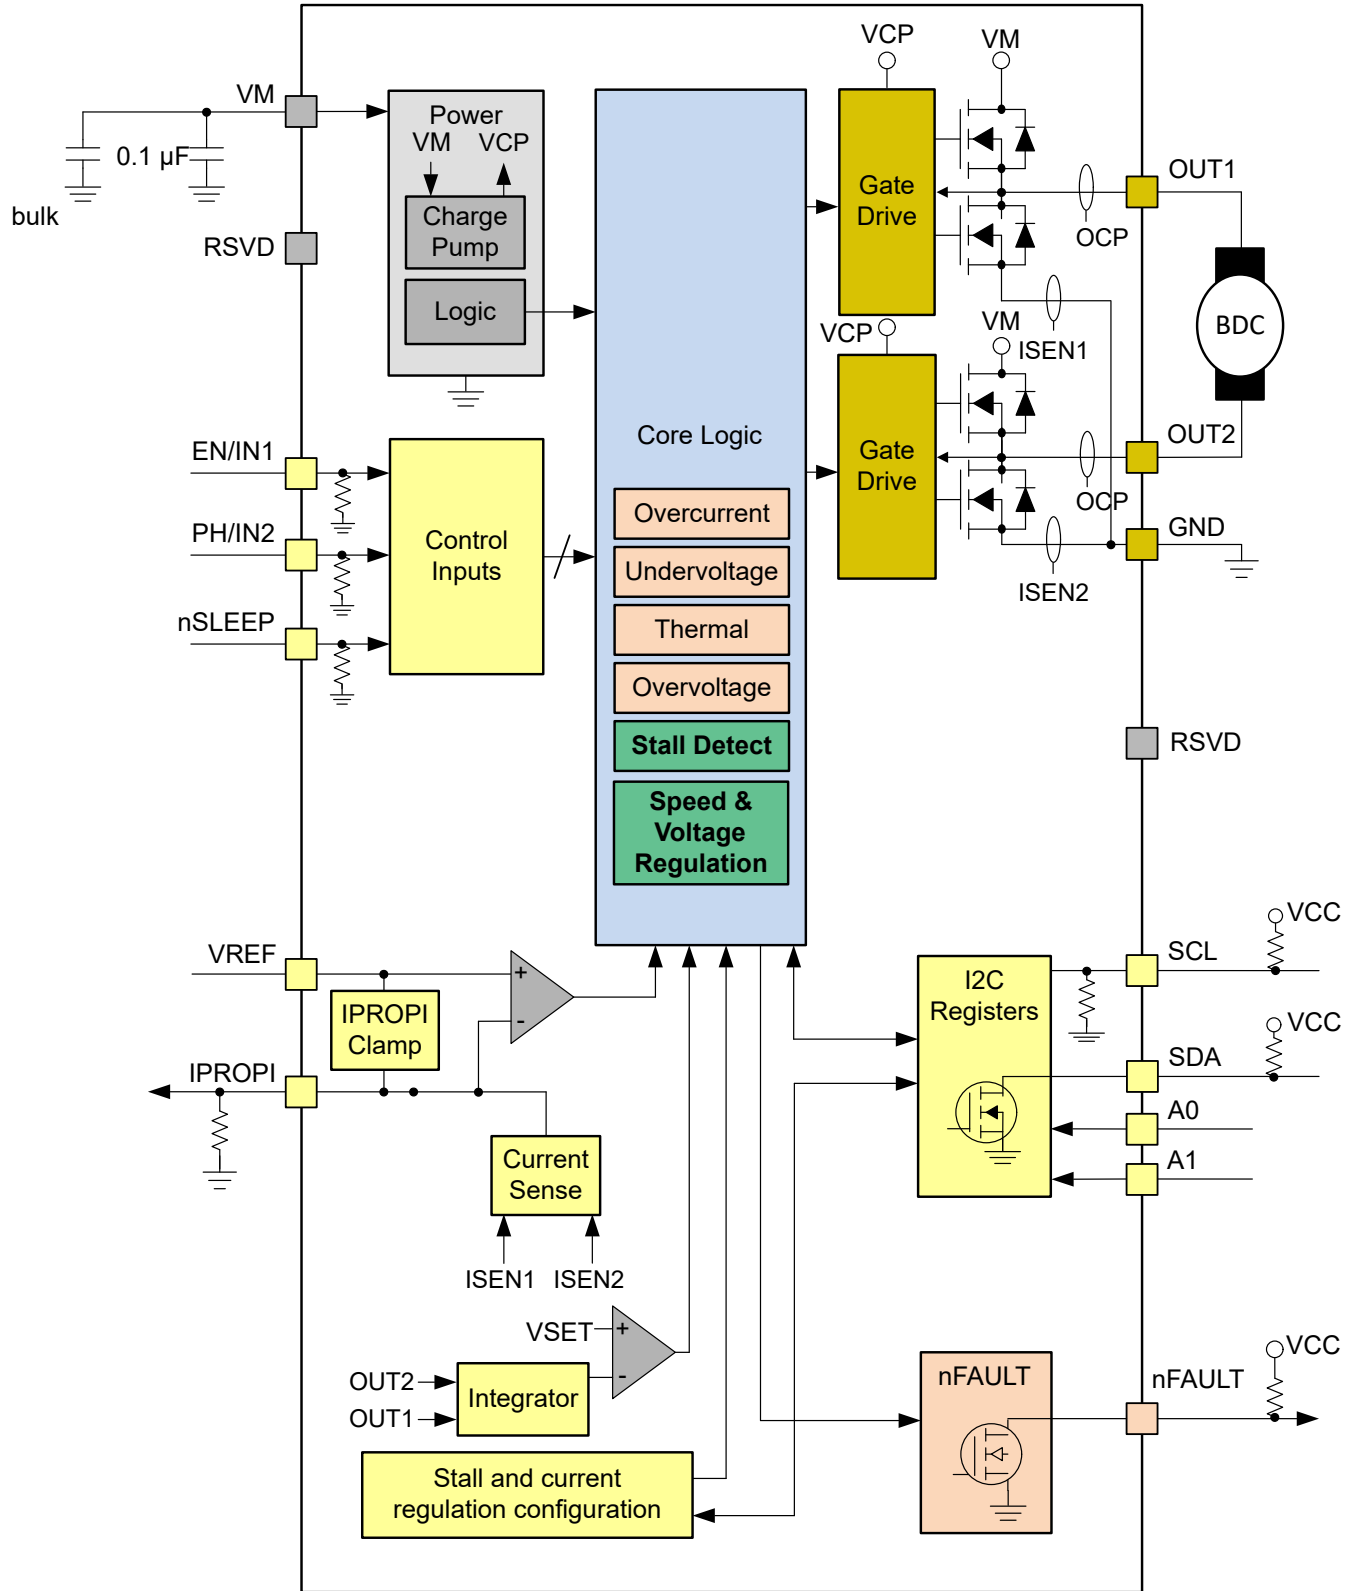 VM
0.1 µF
bulk
RSVD
Power
VM
VCP
Charge
Pump
Logic
EN/IN1
PH/IN2
nSLEEP
Control
Inputs
Core Logic
Overcurrent
Undervoltage
Thermal
Overvoltage
Stall Detect
Speed &
Voltage
Regulation
VCP
VM
Gate
Drive
OCP
ISEN1
OUT1
BDC
VCP
VM
Gate
Drive
OCP
ISEN2
OUT2
GND
RSVD
VREF
IPROPI
Clamp
IPROPI
+
-
Current
Sense
ISEN1
ISEN2
VSET
+
-
OUT2
OUT1
Integrator
Stall and current
regulation configuration
I2C
Registers
SCL
VCC
SDA
VCC
A0
A1
nFAULT
nFAULT
VCC